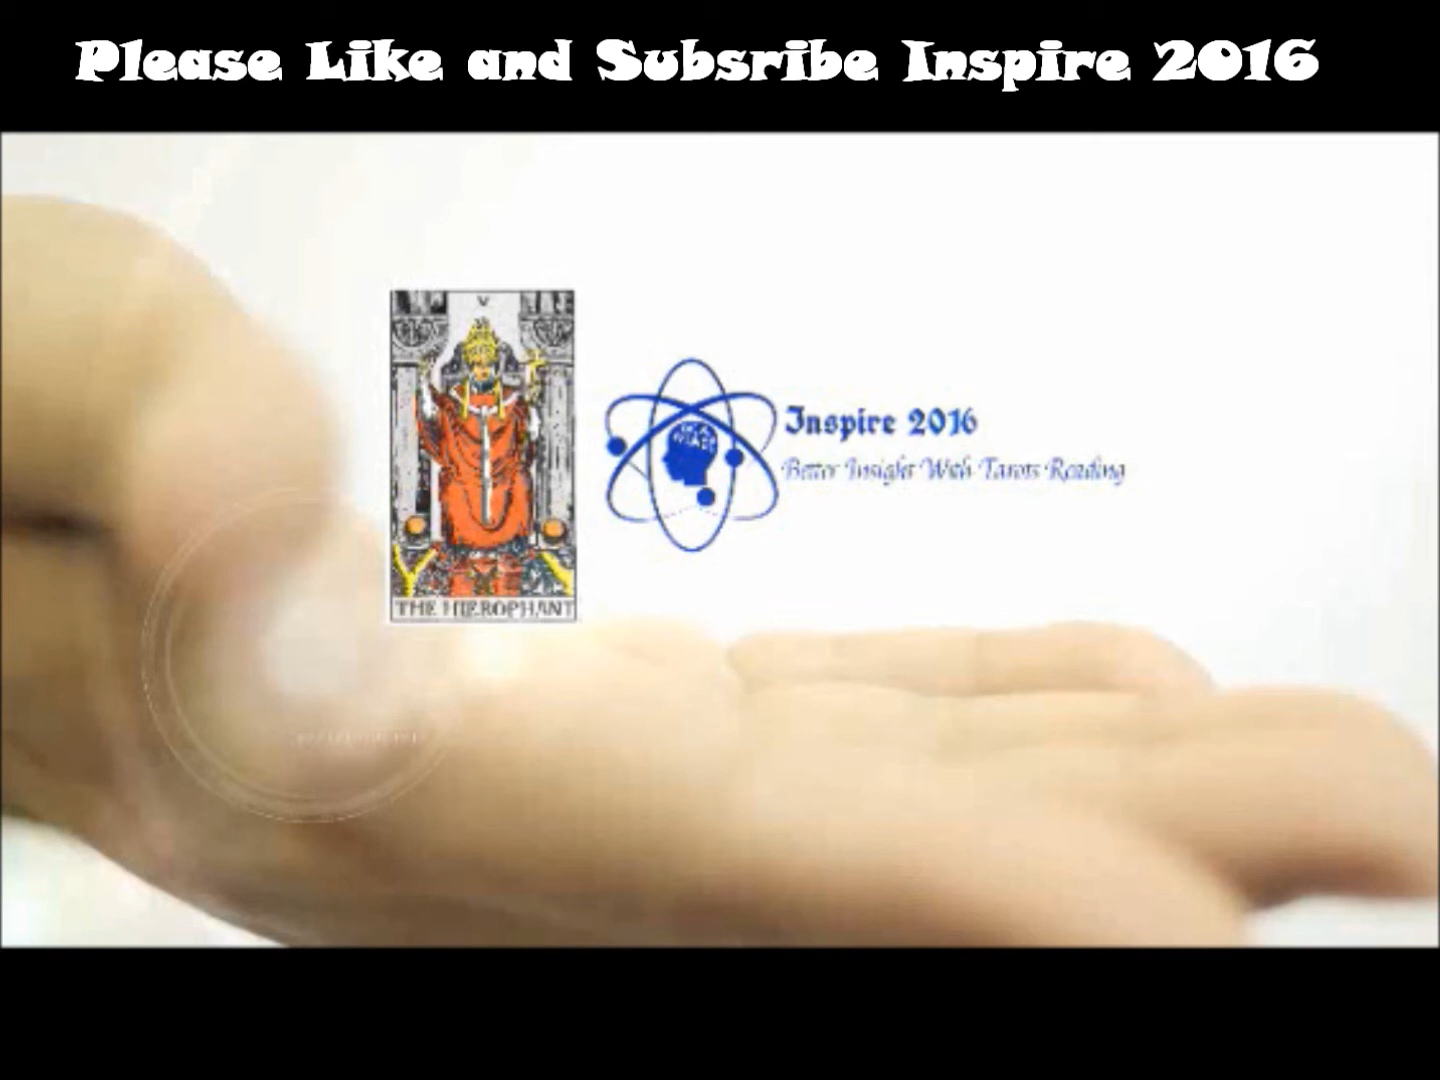 Please Like and Subsribe Inspire 2016
V
THE HIEROPHANT
Inspire 2016
Better Insight With Tarots Reading